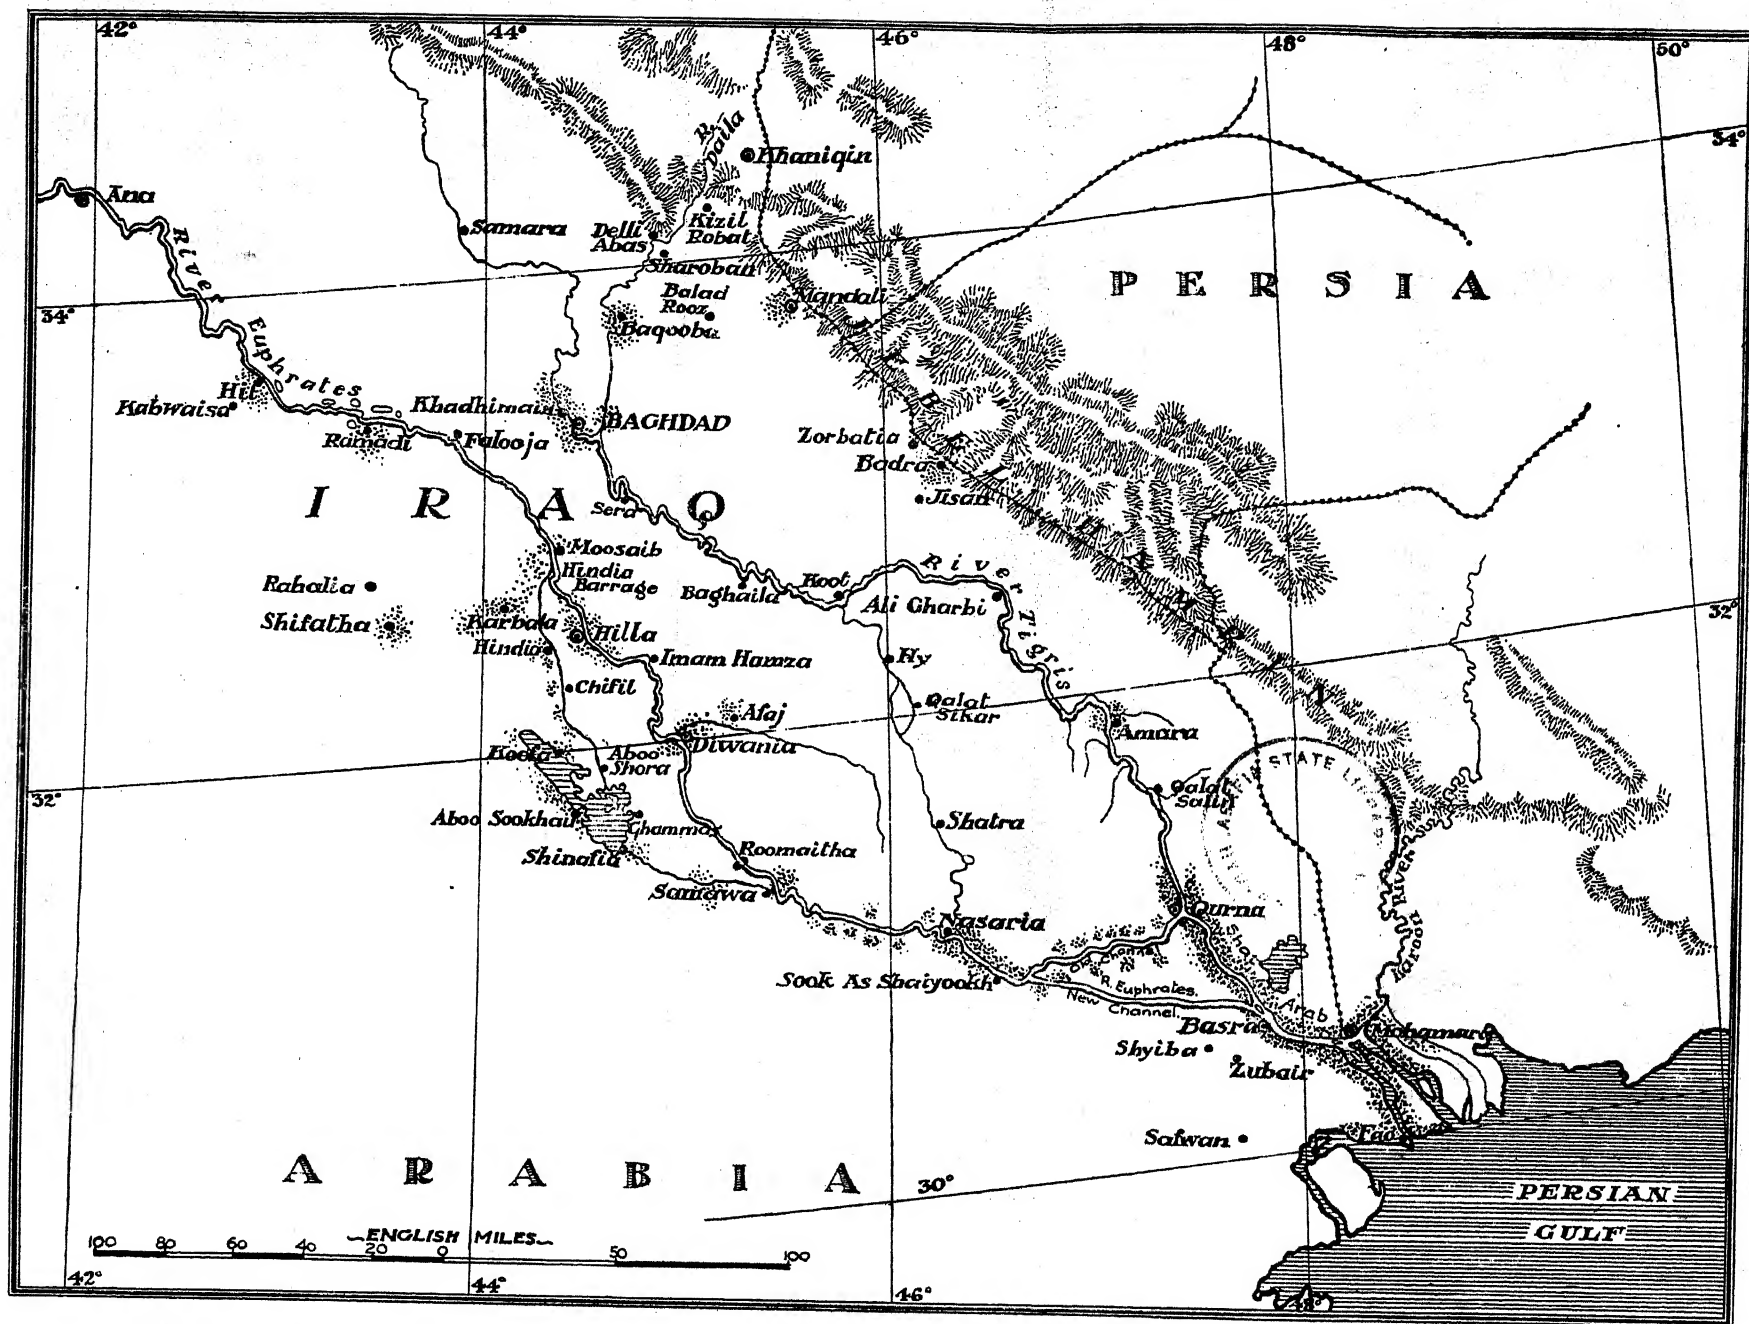 42°
44°
46°
48°
50°
34°
R. Daila
Khaniqin
Ana
River Euphrates
Samara
Delli
Abas
Kizil
Robat
Sharoban
PERSIA
34°
Balad
Rooz
Mandali
Baqooba
Hit
Kabwaisa
Khadhimain
BAGHDAD
Ramadi
Falooja
Zorbatia
Badra
Jisan
IRAQ
Sera
Moosaib
Hindia
Barrage
Baghaila
Koot
River Tigris
Ali Gharbi
Rahalia
Shifatha
Karbala
Hilla
Hindia
Imam Hamza
Hy
32°
Chifil
Afaj
Qalat
Sikar
Amara
Diwania
Koofa
Aboo
Shora
32°
STATE
Qalat
Salih
Aboo Sookhair
Ghammas
Shatra
Shinafia
Roomaitha
Samawa
River Karoon
Nasaria
Qurna
Old Channel
R. Euphrates.
New
Channel.
Shat
Arab
Sook As Shaiyookh
Basra
Mohamara
Shyiba
Zubair
Safwan
Fao
ARABIA
30°
PERSIAN
GULF
ENGLISH MILES
100 80 60 40 20 0 50 100
42°
44°
46°
48°